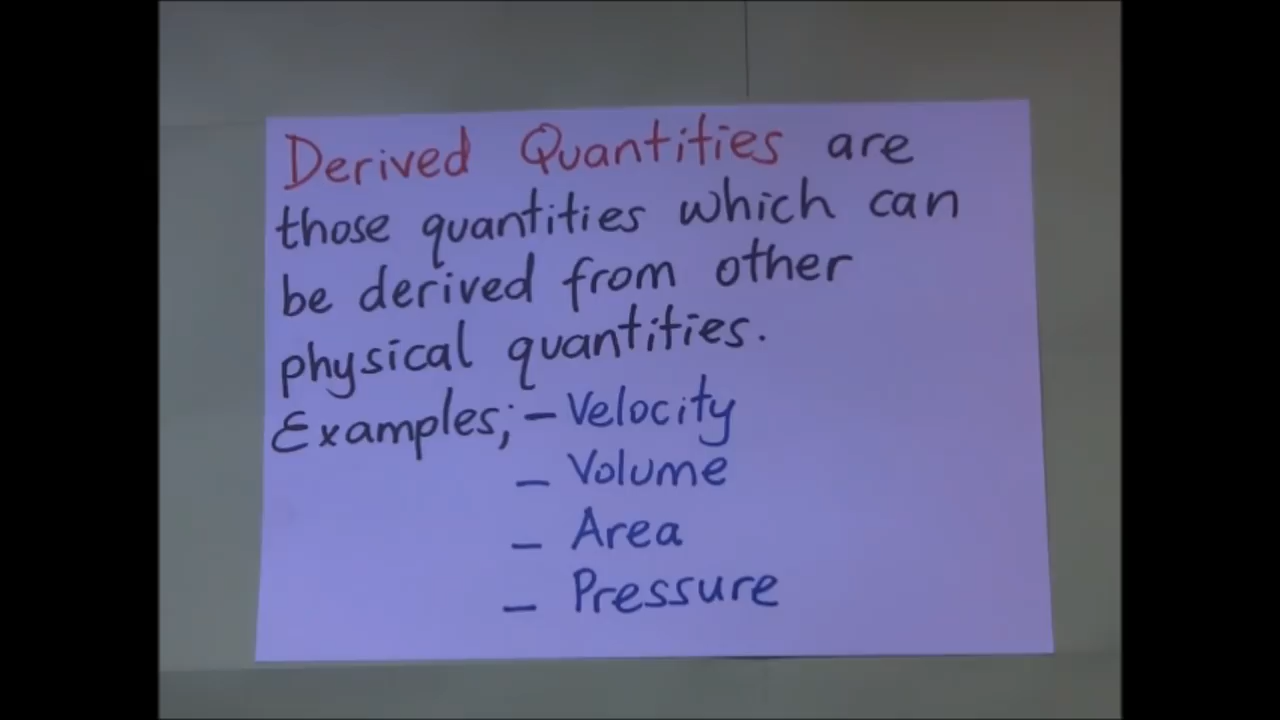 Derived Quantities are
those quantities which can
be derived from other
physical quantities.
Examples; - Velocity
- Volume
- Area
- Pressure